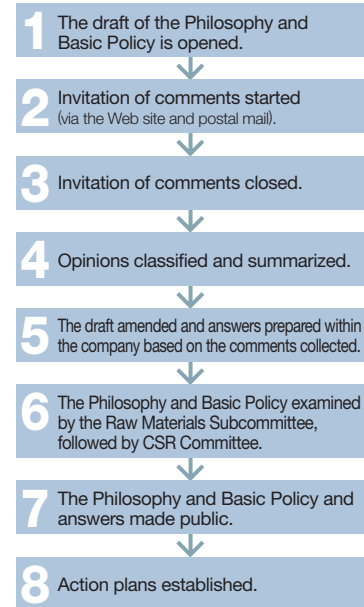 1 The draft of the Philosophy and
Basic Policy is opened.
2 Invitation of comments started
(via the Web site and postal mail).
3 Invitation of comments closed.
4 Opinions classified and summarized.
5 The draft amended and answers prepared within
the company based on the comments collected.
6 The Philosophy and Basic Policy examined
by the Raw Materials Subcommittee,
followed by CSR Committee.
7 The Philosophy and Basic Policy and
answers made public.
8 Action plans established.